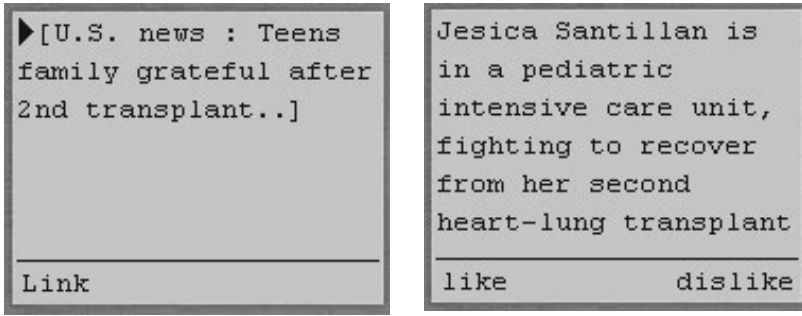 ▶[U.S. news : Teens
family grateful after
2nd transplant..]
Link
Jesica Santillan is
in a pediatric
intensive care unit,
fighting to recover
from her second
heart-lung transplant
like dislike